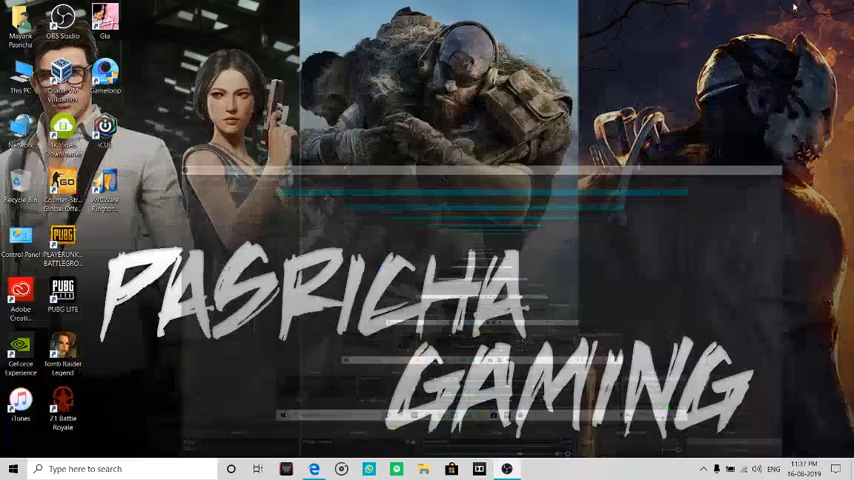 Mayank
Pasricha
OBS Studio
Gta
This PC
Oracle VM
VirtualBox
Gameloop
Network
4K Video
Downloader
iCUE
Recycle Bin
Counter-Str...
Global Offe...
Rington...
Control Panel
PLAYERUNK...
BATTLEGRO...
Adobe
Creati...
PUBG LITE
GeForce
Experience
Tomb Raider
Legend
iTunes
Z1 Battle
Royale
PASRICHA
GAMING
Type here to search
ENG
11:37 PM
16-08-2019